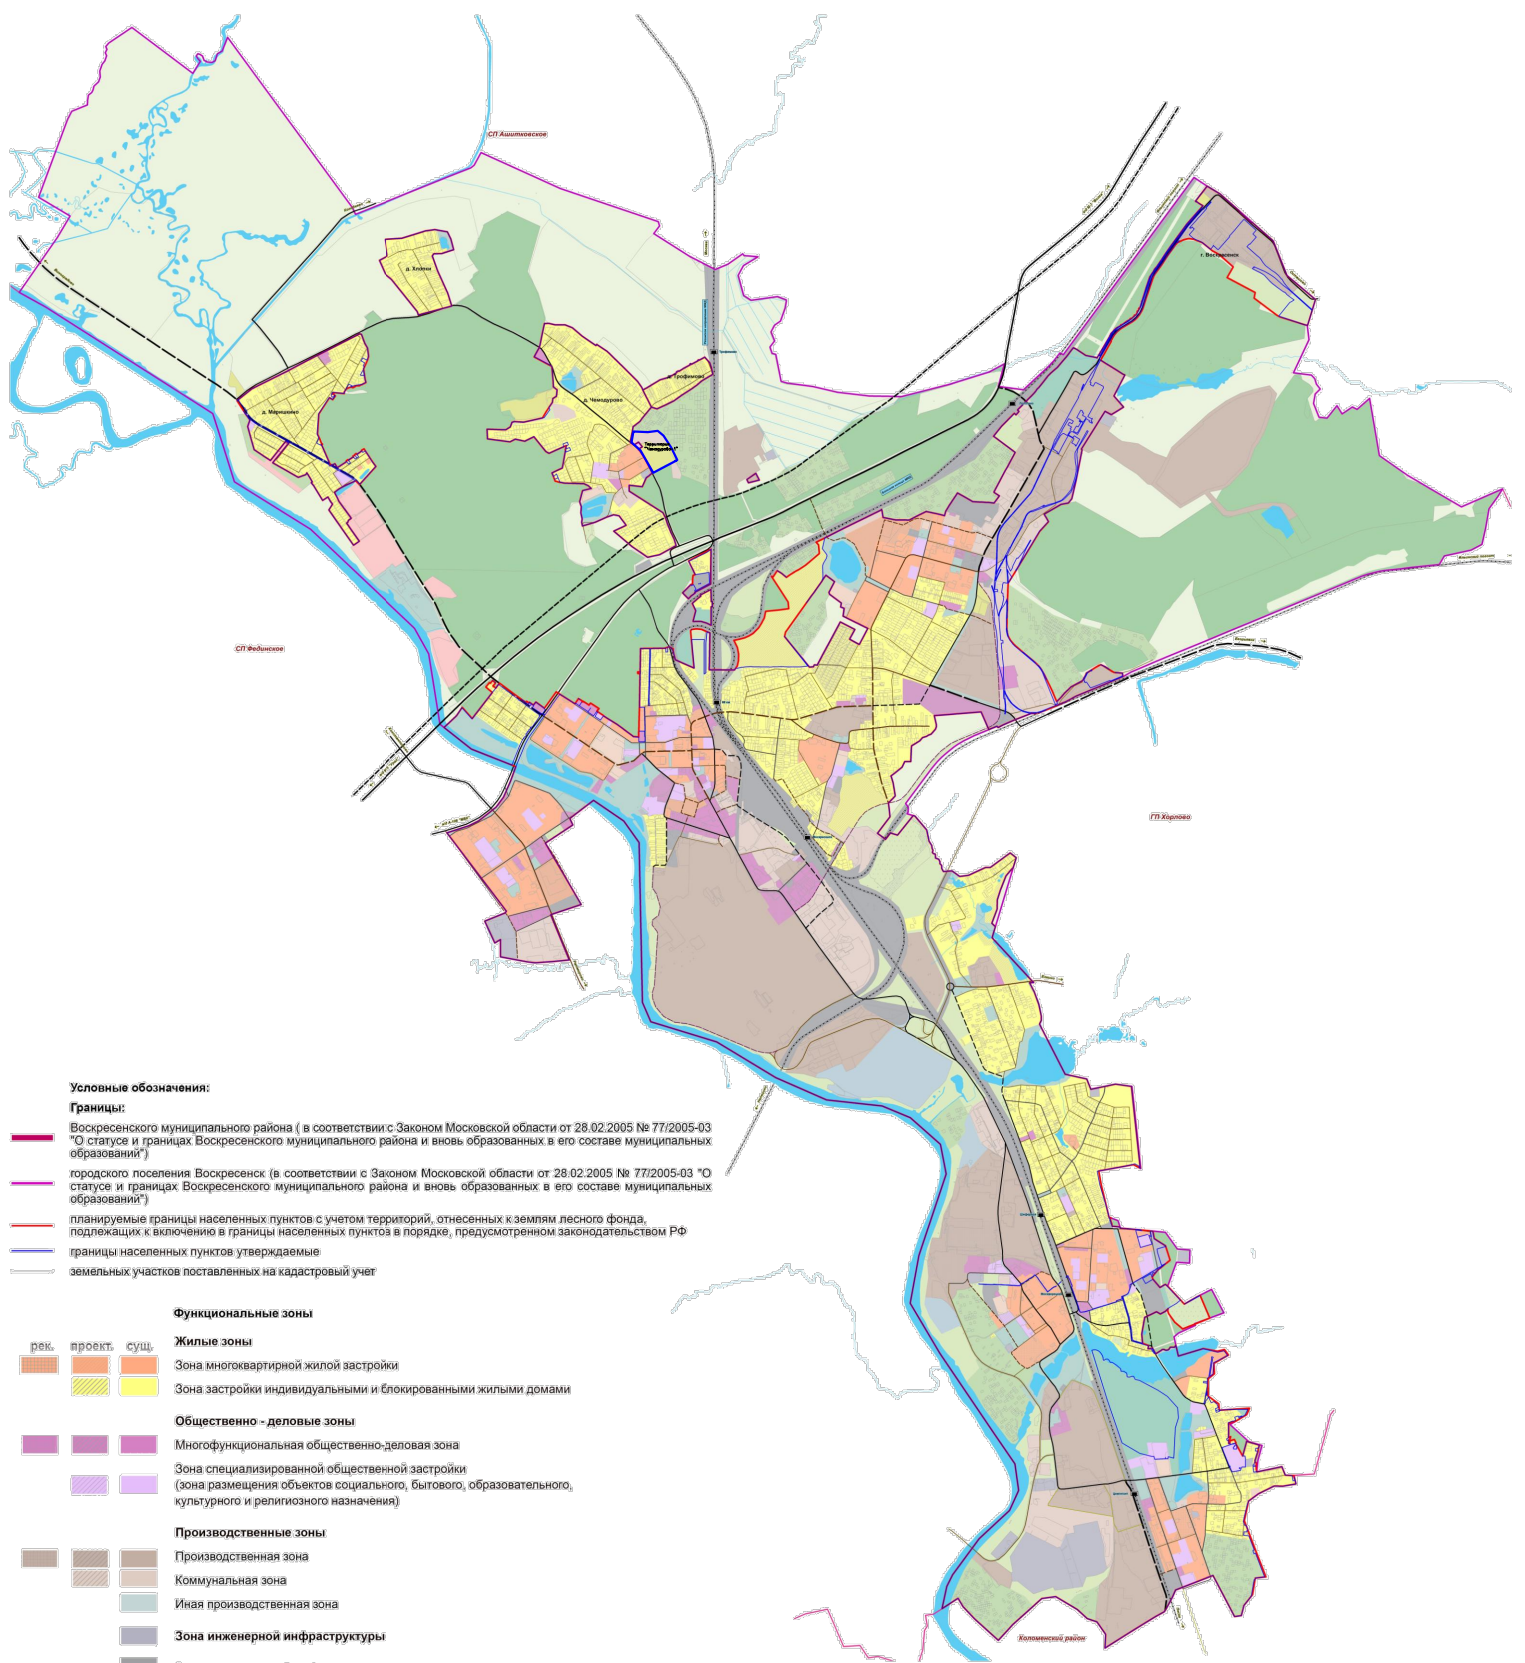 СП Ашитковское
д. Хлопки
г. Воскресенск
д. Трофимово
д. Маришкино
д. Чемодурово
Территория
"Чемодурово-1"
СП Фединское
ГП Хорлово
Условные обозначения:
Границы:
Воскресенского муниципального района ( в соответствии с Законом Московской области от 28.02.2005 № 77/2005-03
"О статусе и границах Воскресенского муниципального района и вновь образованных в его составе муниципальных
образований")
городского поселения Воскресенск (в соответствии с Законом Московской области от 28.02.2005 № 77/2005-03 "О
статусе и границах Воскресенского муниципального района и вновь образованных в его составе муниципальных
образований")
планируемые границы населенных пунктов с учетом территорий, отнесенных к землям лесного фонда,
подлежащих к включению в границы населенных пунктов в порядке, предусмотренном законодательством РФ
границы населенных пунктов утверждаемые
земельных участков поставленных на кадастровый учет
Функциональные зоны
рек. проект. сущ. Жилые зоны
Зона многоквартирной жилой застройки
Зона застройки индивидуальными и блокированными жилыми домами
Общественно - деловые зоны
Многофункциональная общественно-деловая зона
Зона специализированной общественной застройки
(зона размещения объектов социального, бытового, образовательного,
культурного и религиозного назначения)
Производственные зоны
Производственная зона
Коммунальная зона
Иная производственная зона
Зона инженерной инфраструктуры
Коломенский район